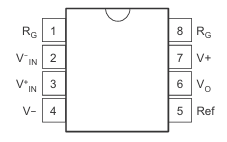 R_G 1 8 R_G
V⁻_IN 2 7 V+
V⁺_IN 3 6 V_O
V− 4 5 Ref